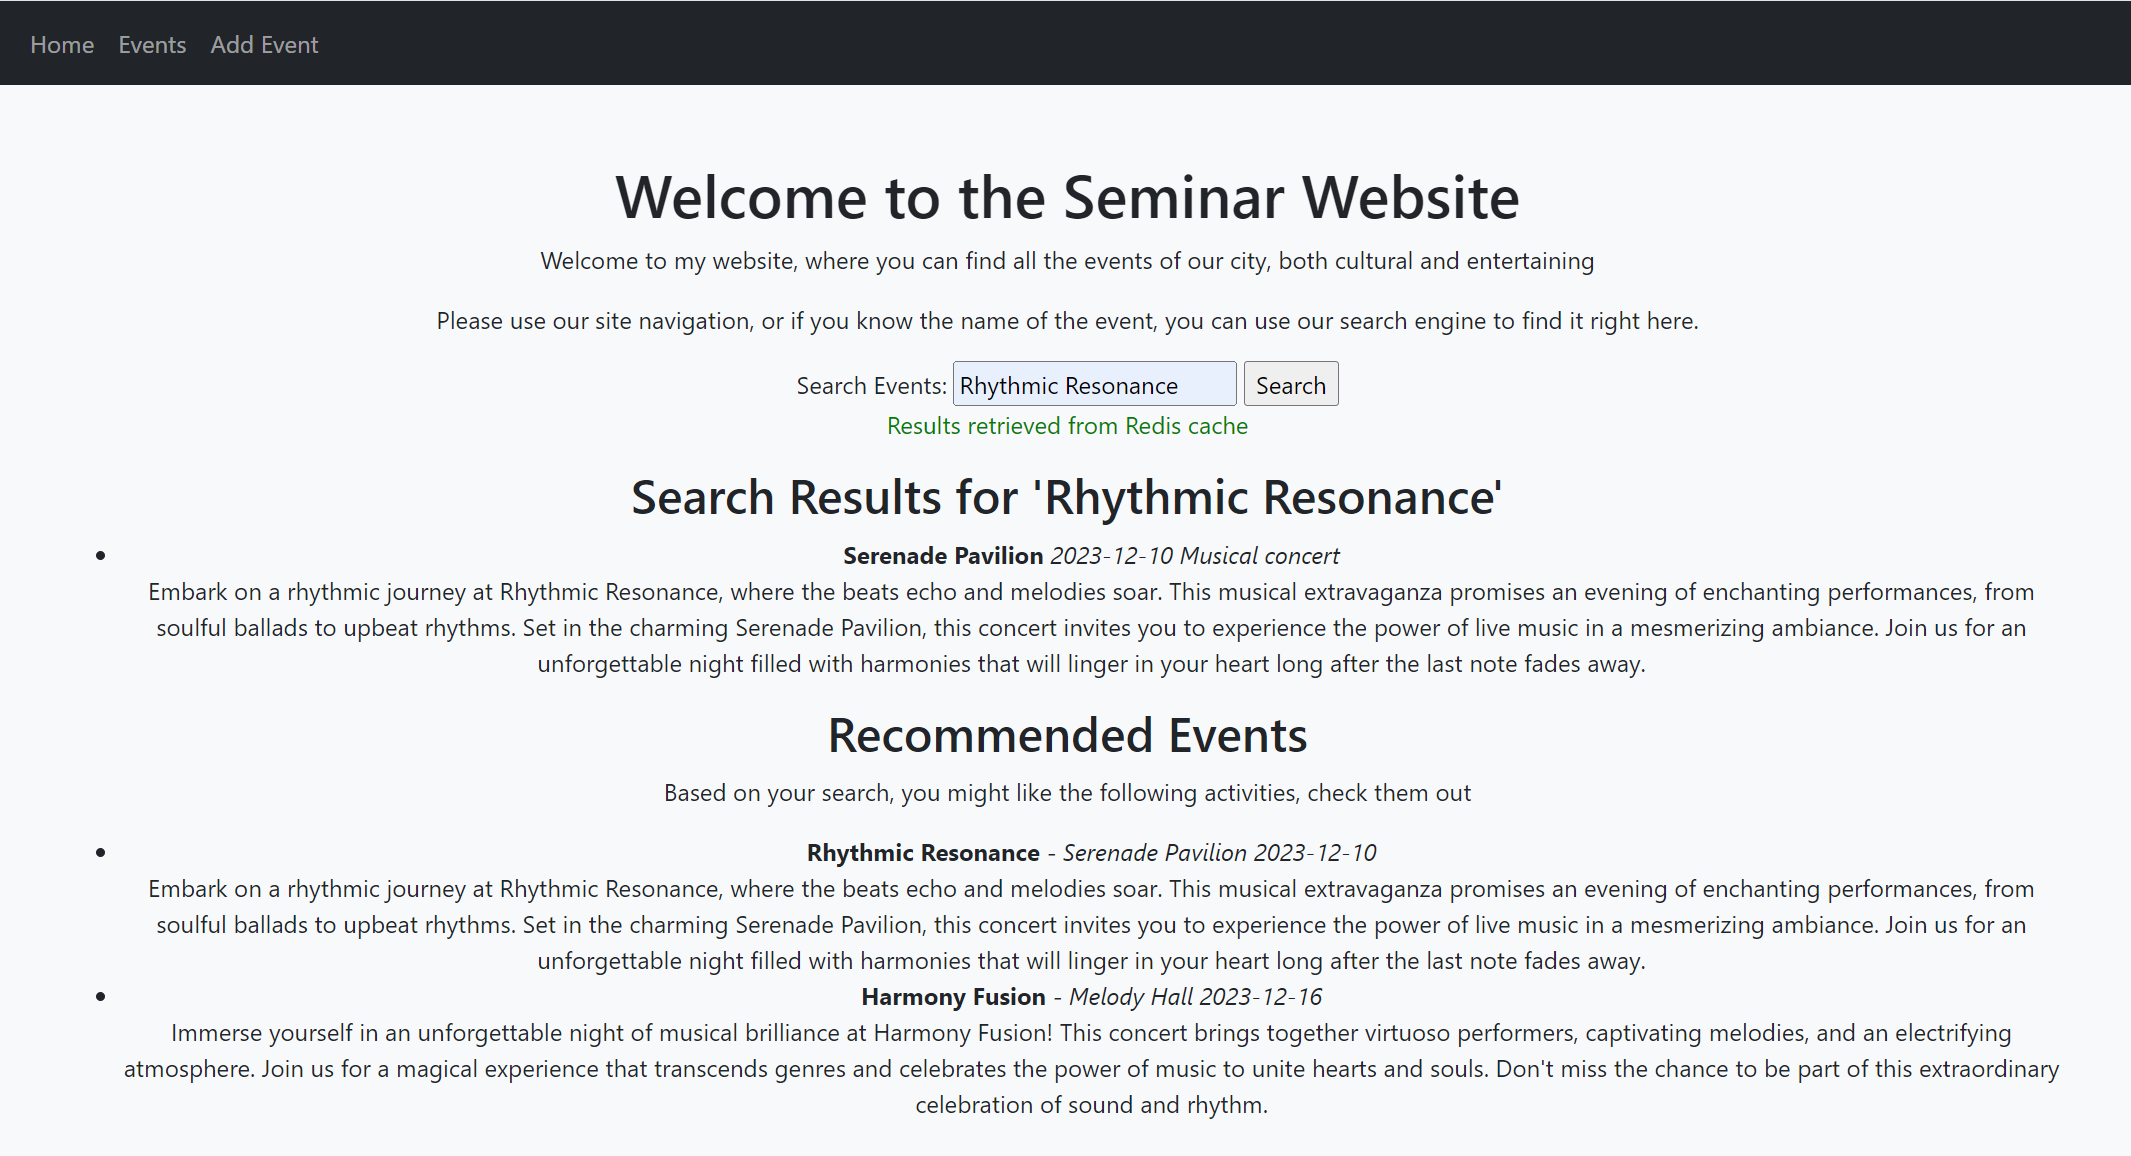 Home Events Add Event
Welcome to the Seminar Website
Welcome to my website, where you can find all the events of our city, both cultural and entertaining
Please use our site navigation, or if you know the name of the event, you can use our search engine to find it right here.
Search Events: Rhythmic Resonance Search
Results retrieved from Redis cache
Search Results for 'Rhythmic Resonance'
Serenade Pavilion 2023-12-10 Musical concert
Embark on a rhythmic journey at Rhythmic Resonance, where the beats echo and melodies soar. This musical extravaganza promises an evening of enchanting performances, from
soulful ballads to upbeat rhythms. Set in the charming Serenade Pavilion, this concert invites you to experience the power of live music in a mesmerizing ambiance. Join us for an
unforgettable night filled with harmonies that will linger in your heart long after the last note fades away.
Recommended Events
Based on your search, you might like the following activities, check them out
Rhythmic Resonance - Serenade Pavilion 2023-12-10
Embark on a rhythmic journey at Rhythmic Resonance, where the beats echo and melodies soar. This musical extravaganza promises an evening of enchanting performances, from
soulful ballads to upbeat rhythms. Set in the charming Serenade Pavilion, this concert invites you to experience the power of live music in a mesmerizing ambiance. Join us for an
unforgettable night filled with harmonies that will linger in your heart long after the last note fades away.
Harmony Fusion - Melody Hall 2023-12-16
Immerse yourself in an unforgettable night of musical brilliance at Harmony Fusion! This concert brings together virtuoso performers, captivating melodies, and an electrifying
atmosphere. Join us for a magical experience that transcends genres and celebrates the power of music to unite hearts and souls. Don't miss the chance to be part of this extraordinary
celebration of sound and rhythm.